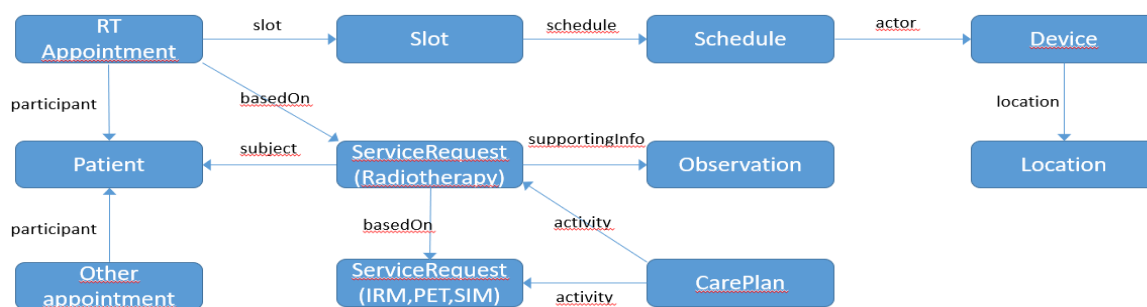 RT
Appointment
slot
Slot
schedule
Schedule
actor
Device
participant
basedOn
location
Patient
subject
ServiceRequest
(Radiotherapy)
supportingInfo
Observation
Location
participant
basedOn
activity
Other
appointment
ServiceRequest
(IRM,PET,SIM)
activity
CarePlan